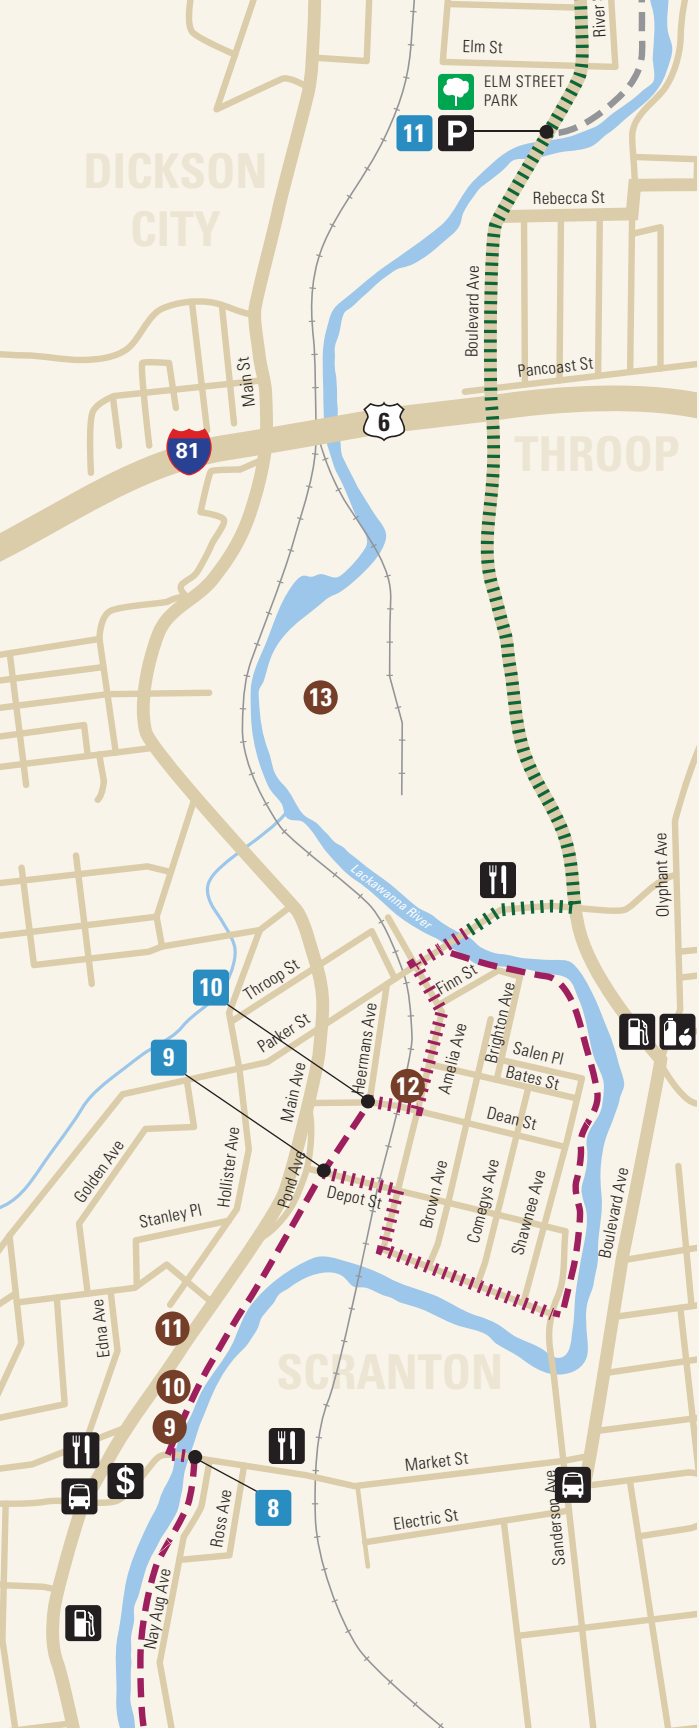 River
Elm St
ELM STREET
PARK
11
P
DICKSON
CITY
Rebecca St
Boulevard Ave
Main St
Pancoast St
6
81
THROOP
13
Olyphant Ave
Lackawanna River
Throop St
10
Finn St
Parker St
Heermans Ave
Brighton Ave
9
Amelia Ave
Salen Pl
Bates St
Main Ave
12
Dean St
Golden Ave
Hollister Ave
Pond Ave
Depot St
Brown Ave
Comegys Ave
Shawnee Ave
Boulevard Ave
Stanley Pl
Edna Ave
11
SCRANTON
10
9
Market St
$
8
Ross Ave
Electric St
Sanderson Ave
Nay Aug Ave